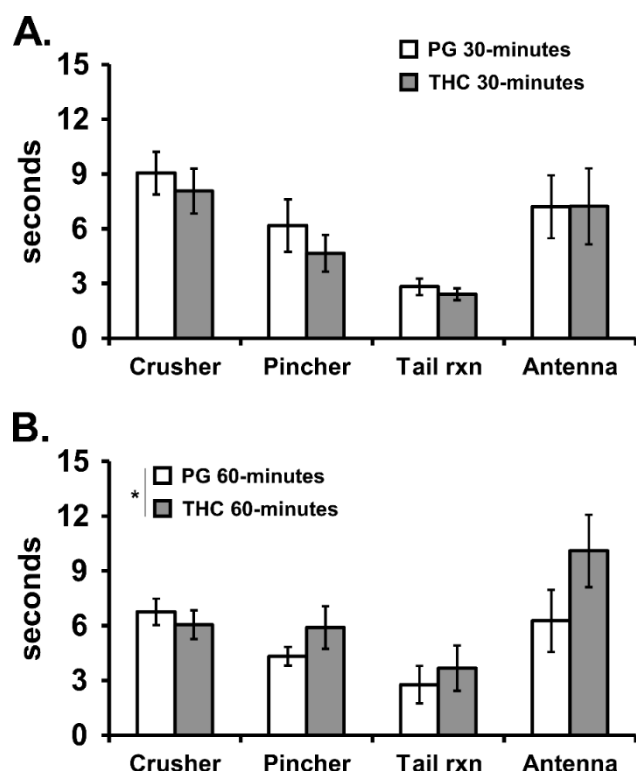 A.
15
12
9
6
3
0
seconds
PG 30-minutes
THC 30-minutes
Crusher Pincher Tail rxn Antenna
B.
15
12
9
6
3
0
seconds
*
PG 60-minutes
THC 60-minutes
Crusher Pincher Tail rxn Antenna